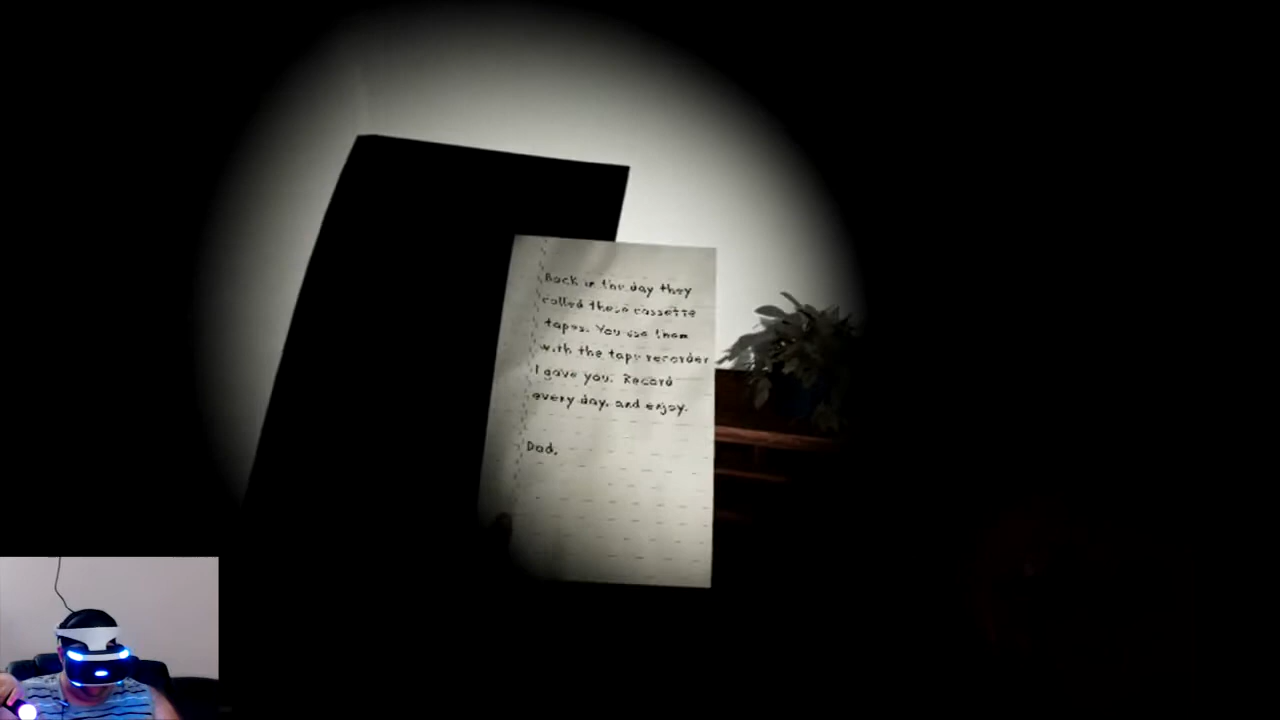 Back in the day they
called these cassette
tapes. You use them
with the tape recorder
I gave you. Record
every day, and enjoy.
Dad.